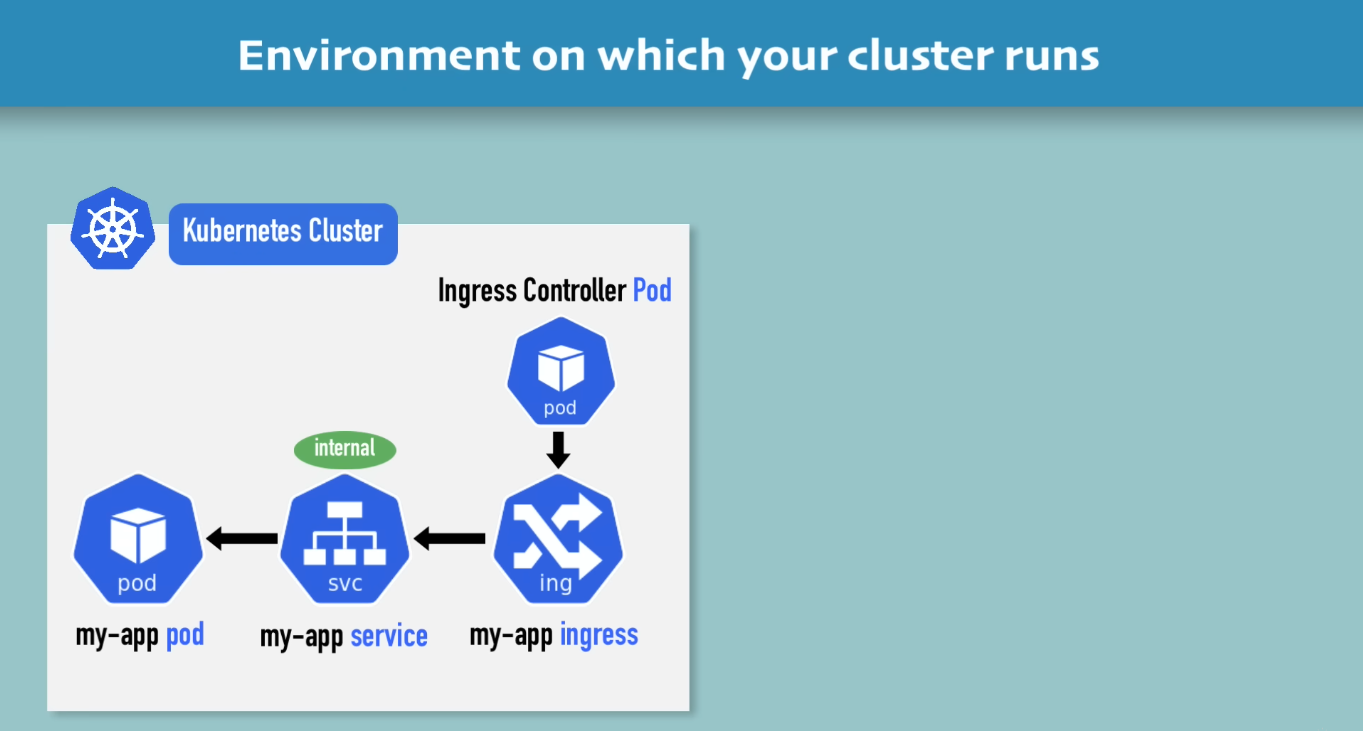 Environment on which your cluster runs
Kubernetes Cluster
Ingress Controller Pod
pod
internal
pod
svc
ing
my-app pod
my-app service
my-app ingress